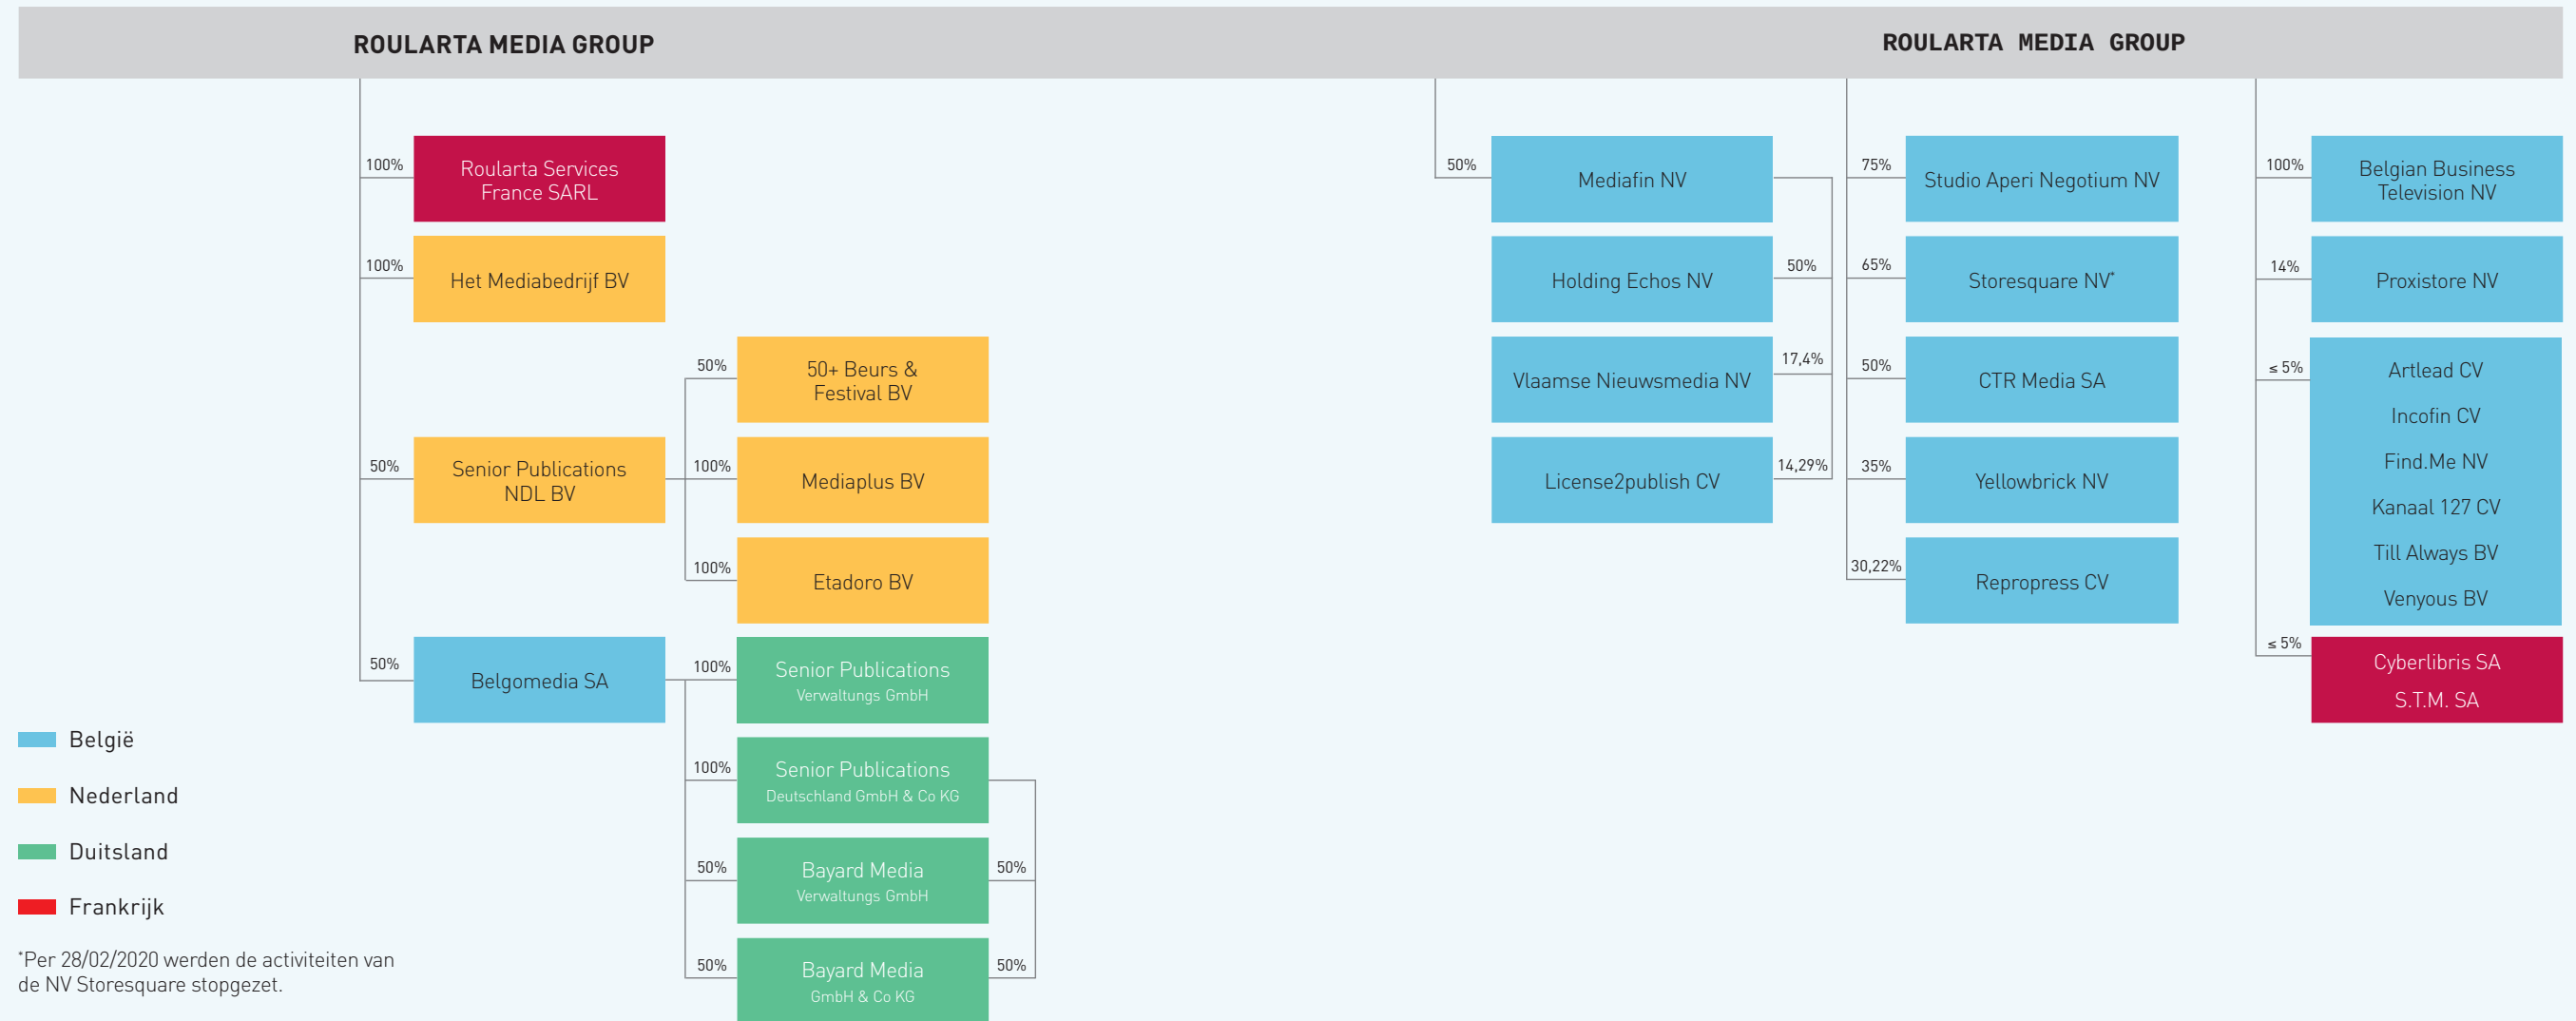 ROULARTA MEDIA GROUP
ROULARTA MEDIA GROUP
100%
Roularta Services
France SARL
100%
Het Mediabedrijf BV
50%
Senior Publications
NDL BV
50%
50+ Beurs &
Festival BV
100%
Mediaplus BV
100%
Etadoro BV
50%
Belgomedia SA
100%
Senior Publications
Verwaltungs GmbH
100%
Senior Publications
Deutschland GmbH & Co KG
50%
Bayard Media
Verwaltungs GmbH
50%
50%
Bayard Media
GmbH & Co KG
50%
50%
Mediafin NV
Holding Echos NV
50%
Vlaamse Nieuwsmedia NV
17,4%
License2publish CV
14,29%
75%
Studio Aperi Negotium NV
65%
Storesquare NV*
50%
CTR Media SA
35%
Yellowbrick NV
30,22%
Repropress CV
100%
Belgian Business
Television NV
14%
Proxistore NV
≤ 5%
Artlead CV
Incofin CV
Find.Me NV
Kanaal 127 CV
Till Always BV
Venyous BV
≤ 5%
Cyberlibris SA
S.T.M. SA
België
Nederland
Duitsland
Frankrijk
*Per 28/02/2020 werden de activiteiten van
de NV Storesquare stopgezet.